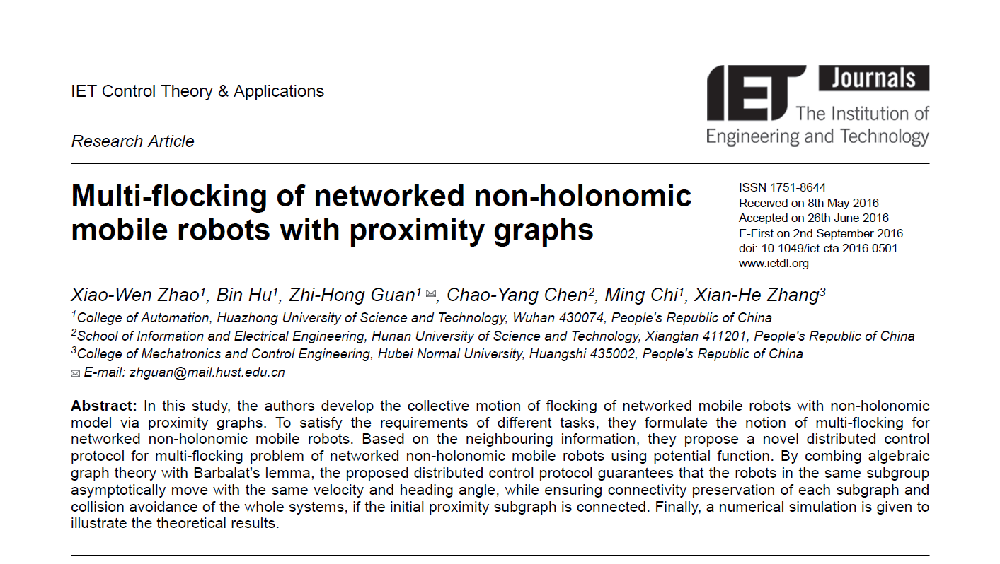 IET Control Theory & Applications
IET Journals
The Institution of
Engineering and Technology
Research Article
Multi-flocking of networked non-holonomic
mobile robots with proximity graphs
ISSN 1751-8644
Received on 8th May 2016
Accepted on 26th June 2016
E-First on 2nd September 2016
doi: 10.1049/iet-cta.2016.0501
www.ietdl.org
Xiao-Wen Zhao¹, Bin Hu¹, Zhi-Hong Guan¹ ✉, Chao-Yang Chen², Ming Chi¹, Xian-He Zhang³
¹College of Automation, Huazhong University of Science and Technology, Wuhan 430074, People's Republic of China
²School of Information and Electrical Engineering, Hunan University of Science and Technology, Xiangtan 411201, People's Republic of China
³College of Mechatronics and Control Engineering, Hubei Normal University, Huangshi 435002, People's Republic of China
✉ E-mail: zhguan@mail.hust.edu.cn
Abstract: In this study, the authors develop the collective motion of flocking of networked mobile robots with non-holonomic
model via proximity graphs. To satisfy the requirements of different tasks, they formulate the notion of multi-flocking for
networked non-holonomic mobile robots. Based on the neighbouring information, they propose a novel distributed control
protocol for multi-flocking problem of networked non-holonomic mobile robots using potential function. By combing algebraic
graph theory with Barbalat's lemma, the proposed distributed control protocol guarantees that the robots in the same subgroup
asymptotically move with the same velocity and heading angle, while ensuring connectivity preservation of each subgraph and
collision avoidance of the whole systems, if the initial proximity subgraph is connected. Finally, a numerical simulation is given to
illustrate the theoretical results.